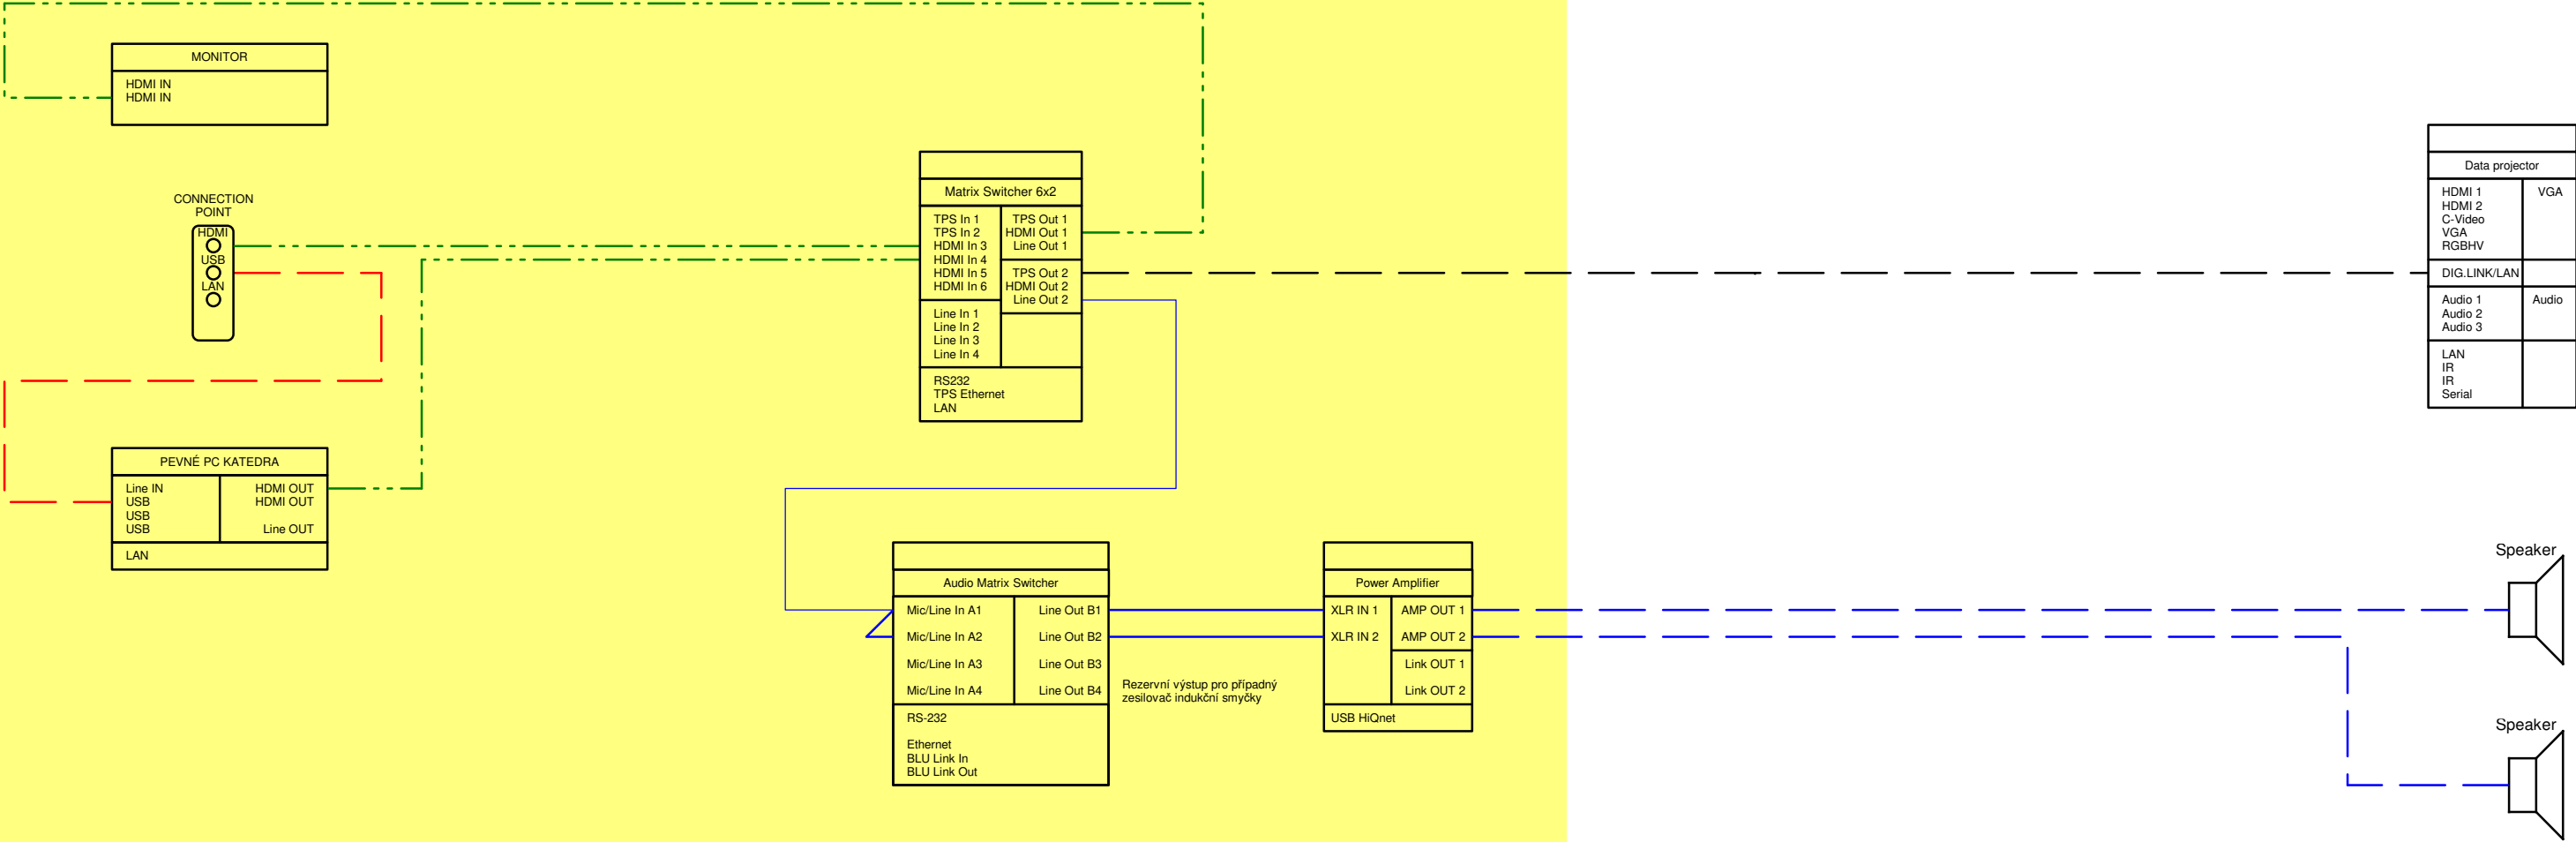 MONITOR
HDMI IN
HDMI IN
CONNECTION
POINT
HDMI
USB
LAN
PEVNÉ PC KATEDRA
Line IN
USB
USB
USB
HDMI OUT
HDMI OUT
Line OUT
LAN
Matrix Switcher 6x2
TPS In 1
TPS In 2
HDMI In 3
HDMI In 4
HDMI In 5
HDMI In 6
TPS Out 1
HDMI Out 1
Line Out 1
TPS Out 2
HDMI Out 2
Line Out 2
Line In 1
Line In 2
Line In 3
Line In 4
RS232
TPS Ethernet
LAN
Audio Matrix Switcher
Mic/Line In A1
Mic/Line In A2
Mic/Line In A3
Mic/Line In A4
Line Out B1
Line Out B2
Line Out B3
Line Out B4
RS-232
Ethernet
BLU Link In
BLU Link Out
Rezervní výstup pro případný
zesilovač indukční smyčky
Power Amplifier
XLR IN 1
XLR IN 2
AMP OUT 1
AMP OUT 2
Link OUT 1
Link OUT 2
USB HiQnet
Data projector
HDMI 1
HDMI 2
C-Video
VGA
RGBHV
VGA
DIG.LINK/LAN
Audio 1
Audio 2
Audio 3
Audio
LAN
IR
IR
Serial
Speaker
Speaker